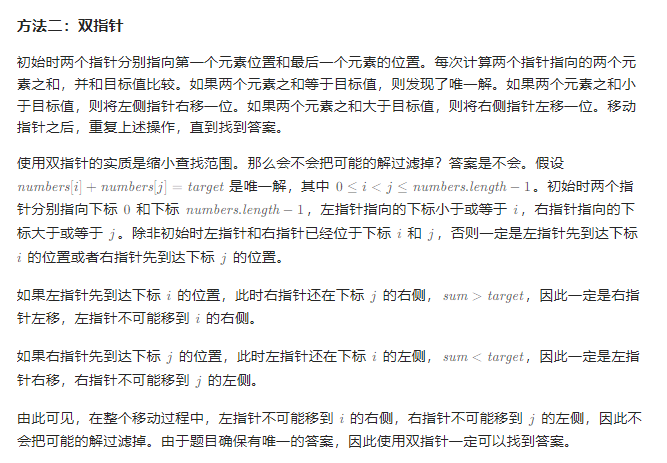 方法二：双指针
初始时两个指针分别指向第一个元素位置和最后一个元素的位置。每次计算两个指针指向的两个元
素之和，并和目标值比较。如果两个元素之和等于目标值，则发现了唯一解。如果两个元素之和小
于目标值，则将左侧指针右移一位。如果两个元素之和大于目标值，则将右侧指针左移一位。移动
指针之后，重复上述操作，直到找到答案。
使用双指针的实质是缩小查找范围。那么会不会把可能的解过滤掉？答案是不会。假设
numbers[i] + numbers[j] = target 是唯一解，其中 0 ≤ i < j ≤ numbers.length − 1。初始时两个指
针分别指向下标 0 和下标 numbers.length − 1，左指针指向的下标小于或等于 i，右指针指向的下
标大于或等于 j。除非初始时左指针和右指针已经位于下标 i 和 j，否则一定是左指针先到达下标
i 的位置或者右指针先到达下标 j 的位置。
如果左指针先到达下标 i 的位置，此时右指针还在下标 j 的右侧，sum > target，因此一定是右指
针左移，左指针不可能移到 i 的右侧。
如果右指针先到达下标 j 的位置，此时左指针还在下标 i 的左侧，sum < target，因此一定是左指
针右移，右指针不可能移到 j 的左侧。
由此可见，在整个移动过程中，左指针不可能移到 i 的右侧，右指针不可能移到 j 的左侧，因此不
会把可能的解过滤掉。由于题目确保有唯一的答案，因此使用双指针一定可以找到答案。